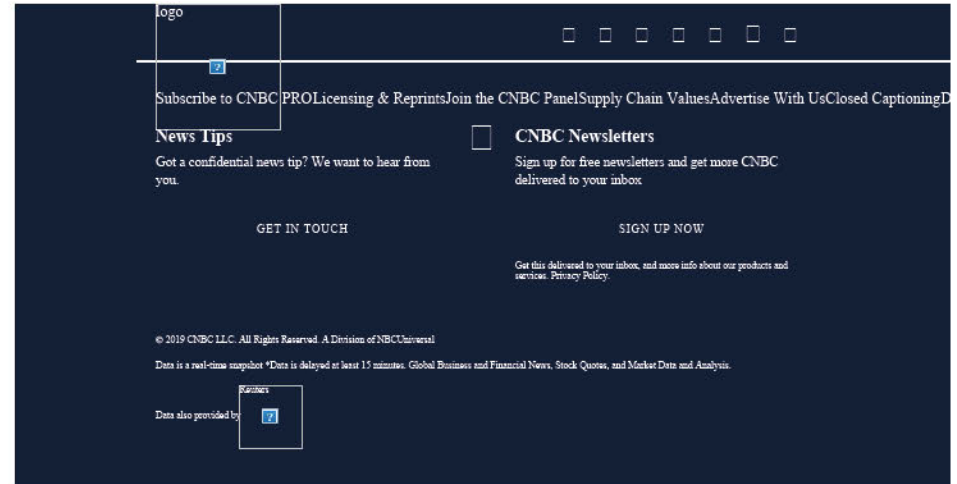 logo
Subscribe to CNBC PROLicensing & ReprintsJoin the CNBC PanelSupply Chain ValuesAdvertise With UsClosed CaptioningD
News Tips
Got a confidential news tip? We want to hear from
you.
GET IN TOUCH
CNBC Newsletters
Sign up for free newsletters and get more CNBC
delivered to your inbox
SIGN UP NOW
Get this delivered to your inbox, and more info about our products and
services. Privacy Policy.
© 2019 CNBC LLC. All Rights Reserved. A Division of NBCUniversal
Data is a real-time snapshot *Data is delayed at least 15 minutes. Global Business and Financial News, Stock Quotes, and Market Data and Analysis.
Reuters
Data also provided by